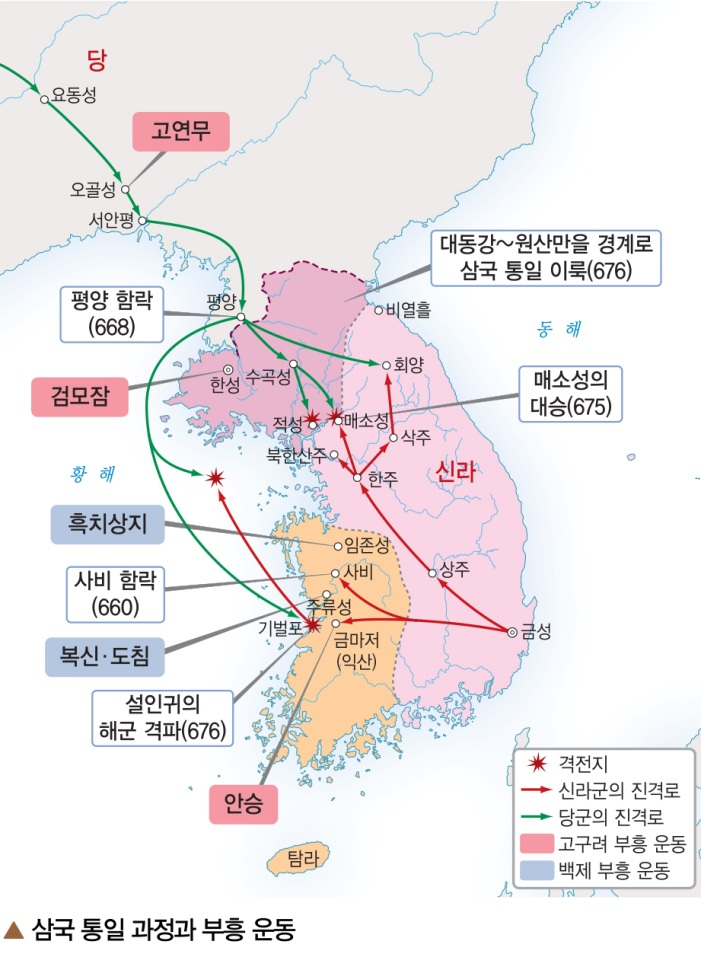 당
요동성
고연무
오골성
서안평
대동강~원산만을 경계로
삼국 통일 이룩(676)
평양 함락
(668)
평양
비열홀
동해
한성
수곡성
회양
검모잠
매소성의
대승(675)
적성
매소성
삭주
북한산주
한주
신라
황해
흑치상지
임존성
사비 함락
(660)
사비
상주
주류성
기벌포
금마저
(익산)
금성
복신·도침
설인귀의
해군 격파(676)
안승
탐라
격전지
신라군의 진격로
당군의 진격로
고구려 부흥 운동
백제 부흥 운동
▲ 삼국 통일 과정과 부흥 운동